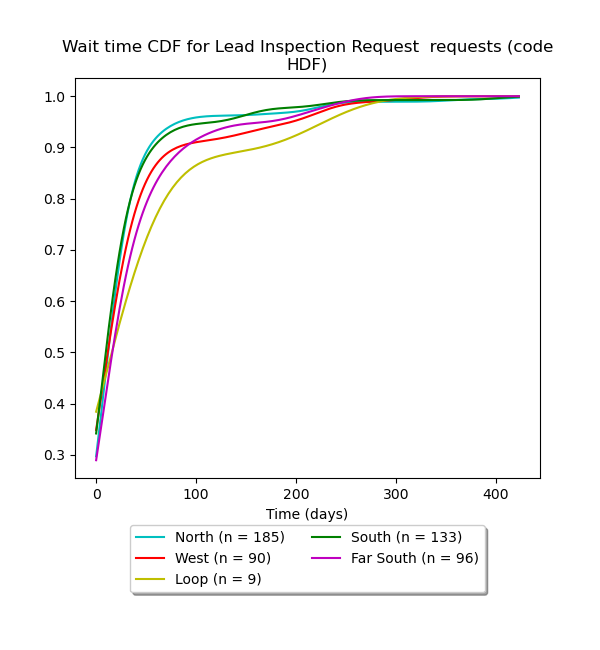 Wait time CDF for Lead Inspection Request  requests (code
HDF)
1.0
0.9
0.8
0.7
0.6
0.5
0.4
0.3
0 100 200 300 400
Time (days)
North (n = 185) South (n = 133)
West (n = 90) Far South (n = 96)
Loop (n = 9)